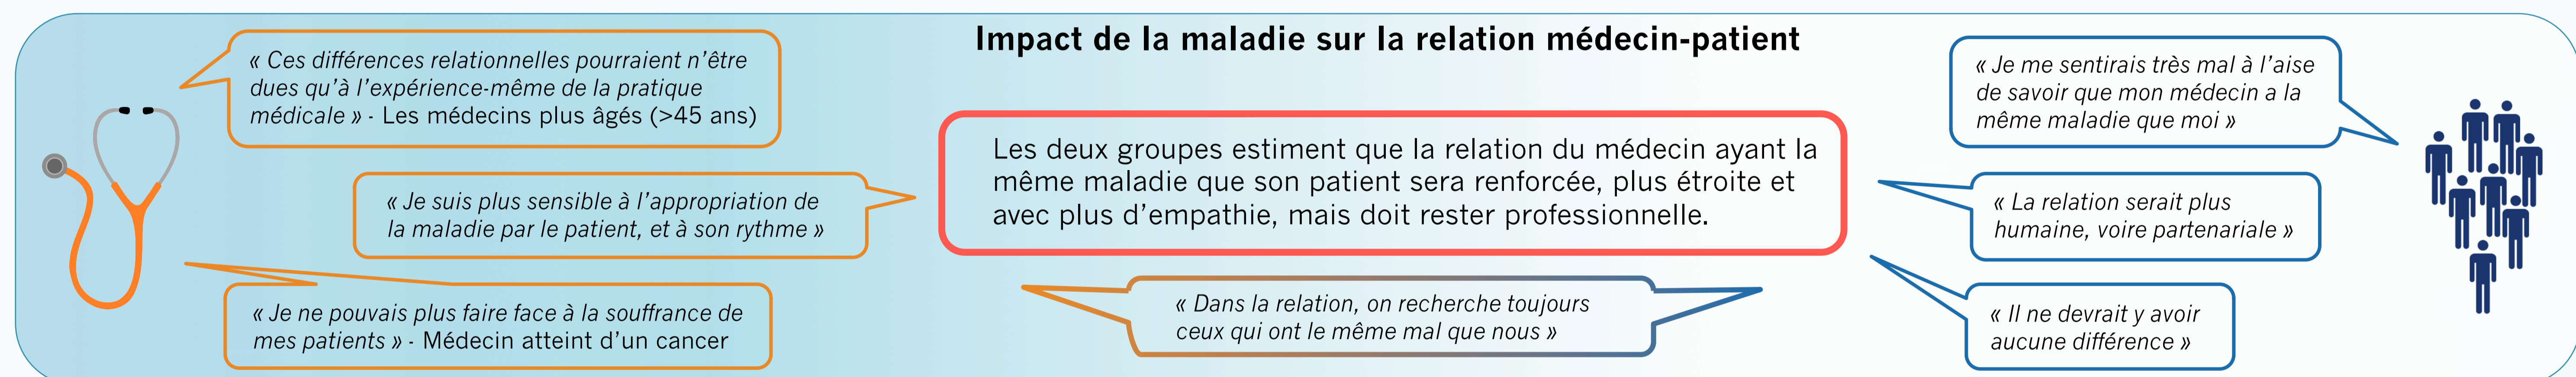 Impact de la maladie sur la relation médecin-patient
« Ces différences relationnelles pourraient n’être
dues qu’à l’expérience-même de la pratique
médicale » - Les médecins plus âgés (>45 ans)
« Je suis plus sensible à l’appropriation de
la maladie par le patient, et à son rythme »
« Je ne pouvais plus faire face à la souffrance de
mes patients » - Médecin atteint d’un cancer
Les deux groupes estiment que la relation du médecin ayant la
même maladie que son patient sera renforcée, plus étroite et
avec plus d’empathie, mais doit rester professionnelle.
« Dans la relation, on recherche toujours
ceux qui ont le même mal que nous »
« Je me sentirais très mal à l’aise
de savoir que mon médecin a la
même maladie que moi »
« La relation serait plus
humaine, voire partenariale »
« Il ne devrait y avoir
aucune différence »